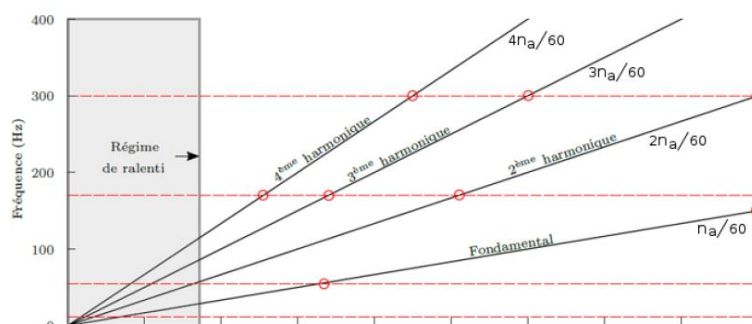 400
4nₐ/60
3nₐ/60
300
Régime
de ralenti
4ème harmonique
3ème harmonique
2ème harmonique
2nₐ/60
200
Fréquence (Hz)
100
Fondamental
nₐ/60
0